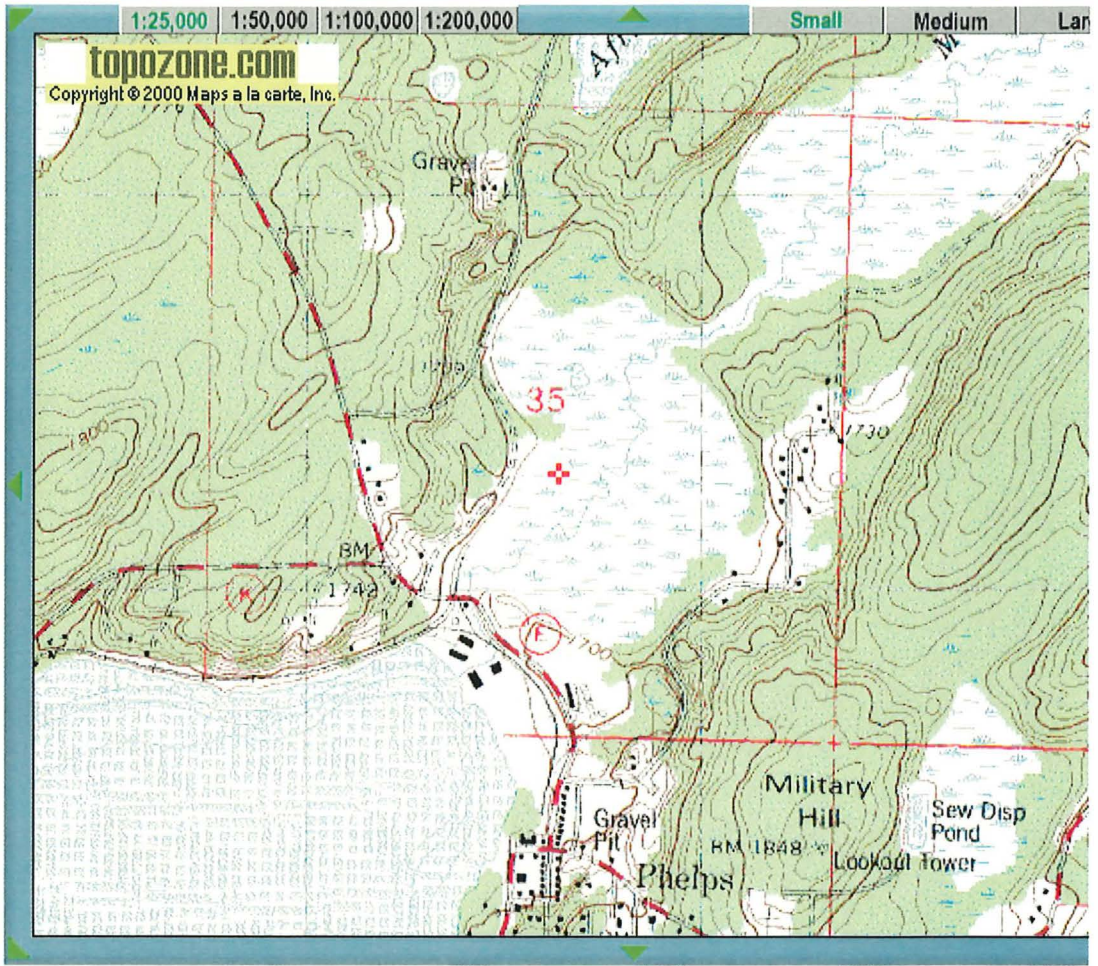 1:25,000 1:50,000 1:100,000 1:200,000 Small Medium
topozone.com
Copyright © 2000 Maps a la carte, Inc.
Gravel
Pit
35
1730
1750
1800
BM
1742
K
E
1700
Military
Hill
Gravel
Pit
Sew Disp
Pond
BM 1848
Lookout Tower
Phelps